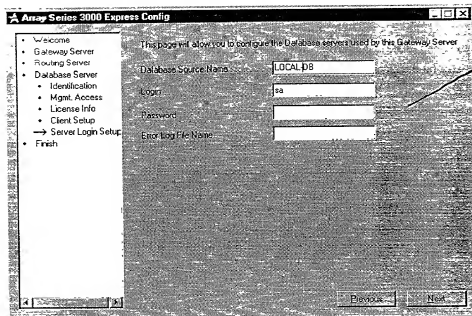 Array Series 3000 Express Config
Welcome
Gateway Server
Routing Server
Database Server
Identification
Mgmt. Access
License Info
Client Setup
Server Login Setup
Finish
This page will allow you to configure the Database servers used by this Gateway Server
Database Source Name
LOCAL-DB
Login
sa
Password
Error Log File Name
Previous
Next